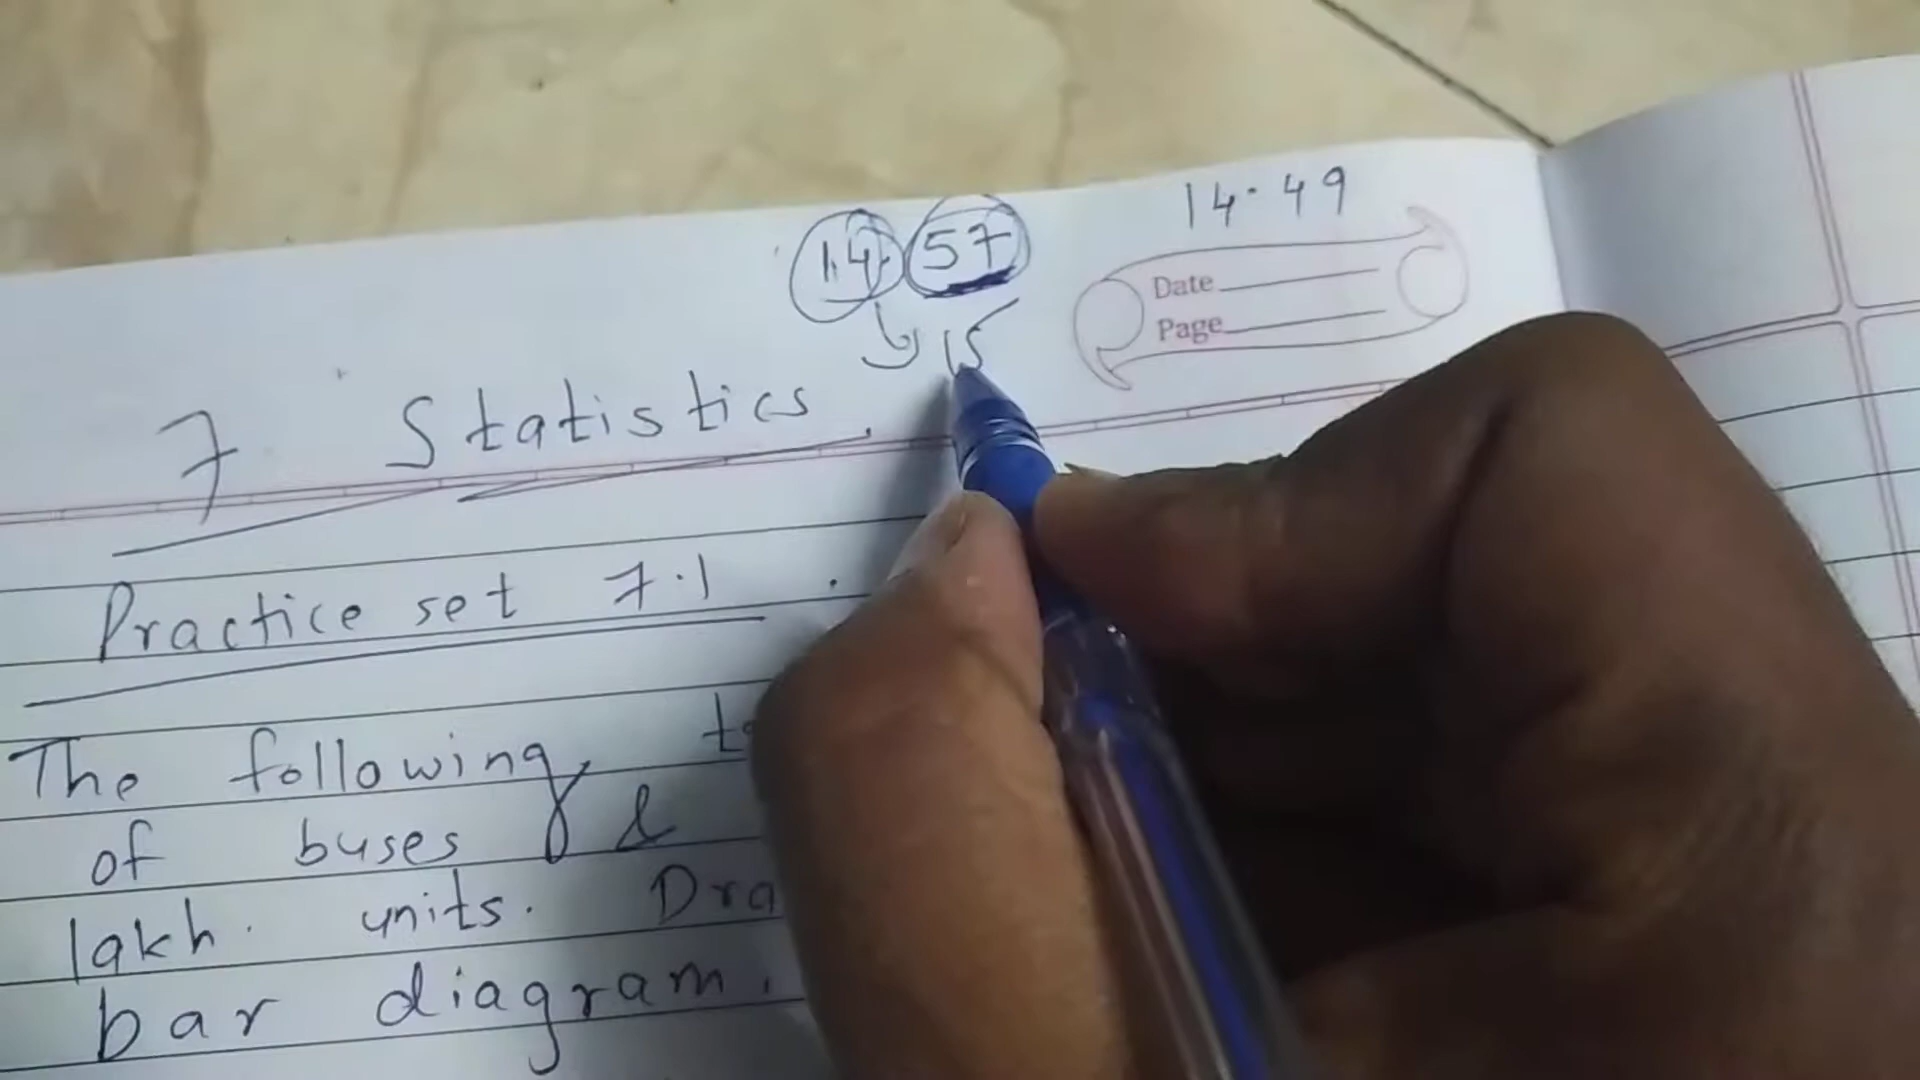 14.49
14.57
15
Date
Page
7 Statistics
Practice set 7.1
The following
of buses &
lakh. units. Dra
bar diagram.